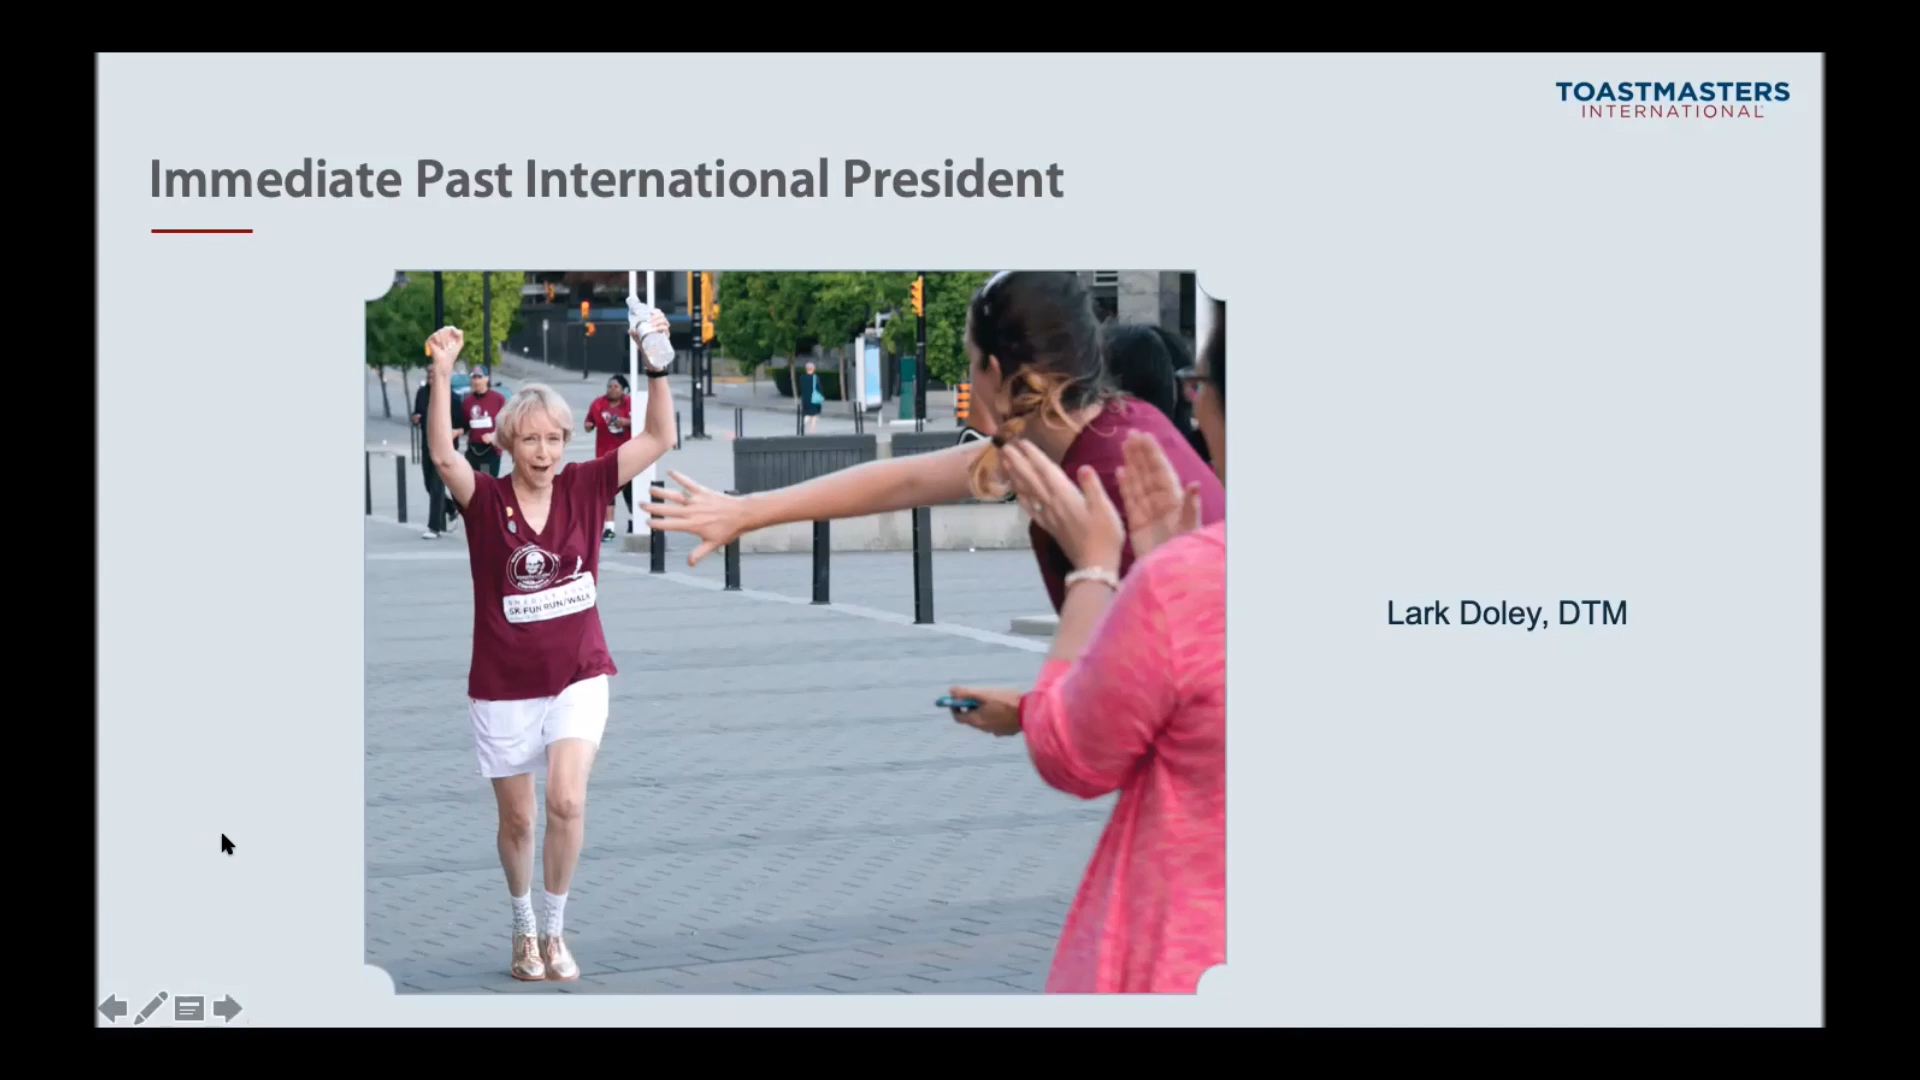 TOASTMASTERS
INTERNATIONAL
Immediate Past International President
5K FUN RUN/WALK
Lark Doley, DTM